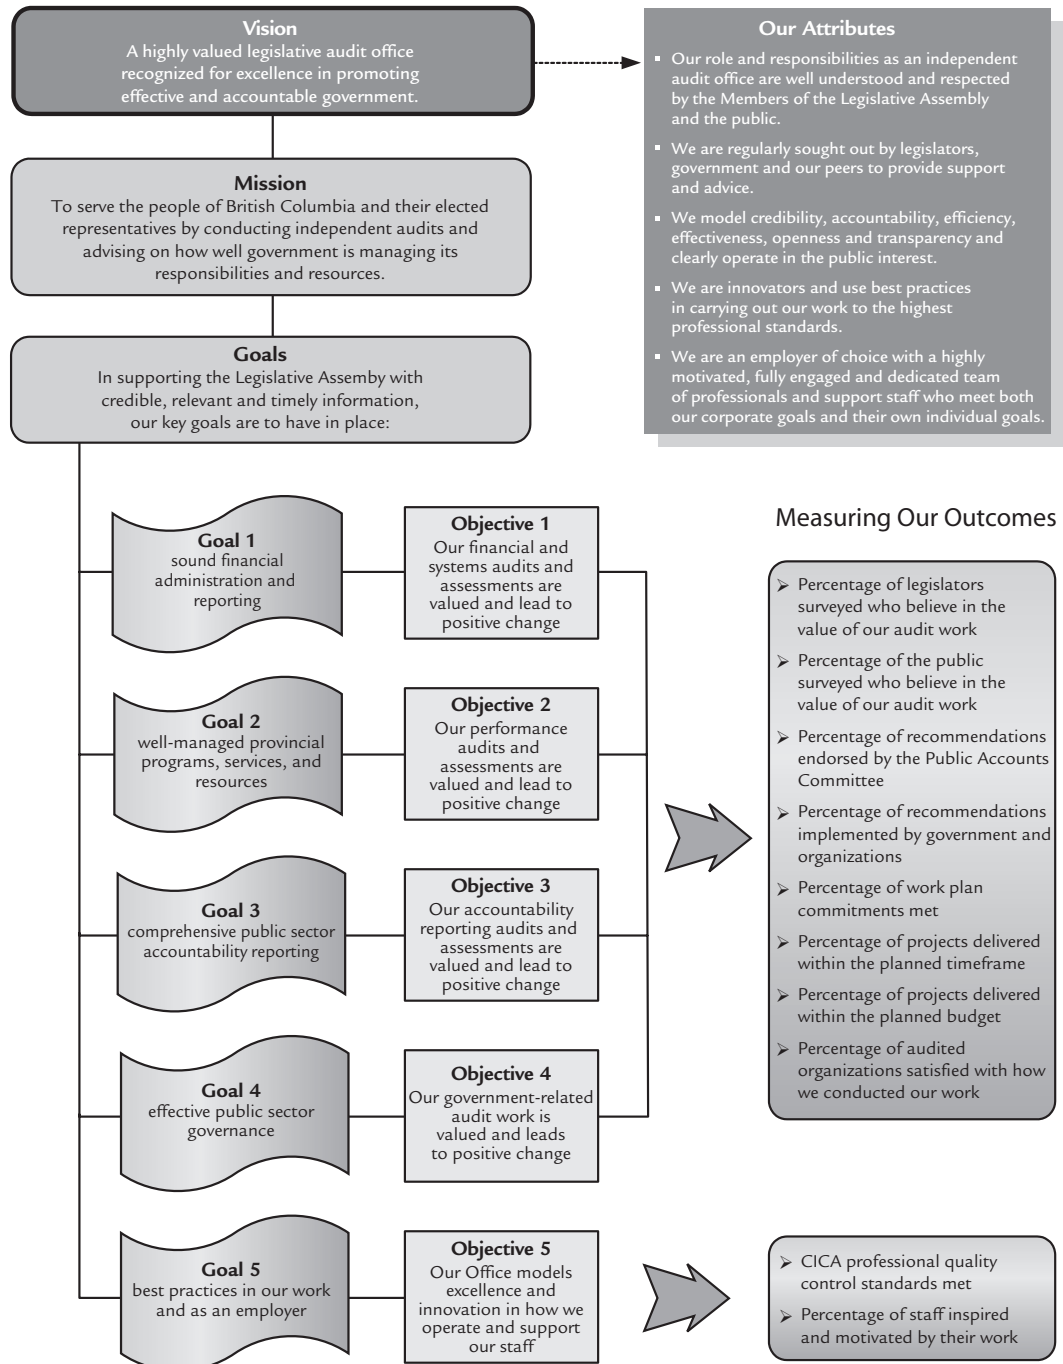 Vision
A highly valued legislative audit office
recognized for excellence in promoting
effective and accountable government.
Our Attributes
▪ Our role and responsibilities as an independent
audit office are well understood and respected
by the Members of the Legislative Assembly
and the public.
▪ We are regularly sought out by legislators,
government and our peers to provide support
and advice.
▪ We model credibility, accountability, efficiency,
effectiveness, openness and transparency and
clearly operate in the public interest.
▪ We are innovators and use best practices
in carrying out our work to the highest
professional standards.
▪ We are an employer of choice with a highly
motivated, fully engaged and dedicated team
of professionals and support staff who meet both
our corporate goals and their own individual goals.
Mission
To serve the people of British Columbia and their elected
representatives by conducting independent audits and
advising on how well government is managing its
responsibilities and resources.
Goals
In supporting the Legislative Assemby with
credible, relevant and timely information,
our key goals are to have in place:
Goal 1
sound financial
administration and
reporting
Objective 1
Our financial and
systems audits and
assessments are
valued and lead to
positive change
Goal 2
well-managed provincial
programs, services, and
resources
Objective 2
Our performance
audits and
assessments are
valued and lead to
positive change
Goal 3
comprehensive public sector
accountability reporting
Objective 3
Our accountability
reporting audits and
assessments are
valued and lead to
positive change
Goal 4
effective public sector
governance
Objective 4
Our government-related
audit work is
valued and leads
to positive change
Goal 5
best practices in our work
and as an employer
Objective 5
Our Office models
excellence and
innovation in how we
operate and support
our staff
Measuring Our Outcomes
➢ Percentage of legislators
surveyed who believe in the
value of our audit work
➢ Percentage of the public
surveyed who believe in the
value of our audit work
➢ Percentage of recommendations
endorsed by the Public Accounts
Committee
➢ Percentage of recommendations
implemented by government and
organizations
➢ Percentage of work plan
commitments met
➢ Percentage of projects delivered
within the planned timeframe
➢ Percentage of projects delivered
within the planned budget
➢ Percentage of audited
organizations satisfied with how
we conducted our work
➢ CICA professional quality
control standards met
➢ Percentage of staff inspired
and motivated by their work